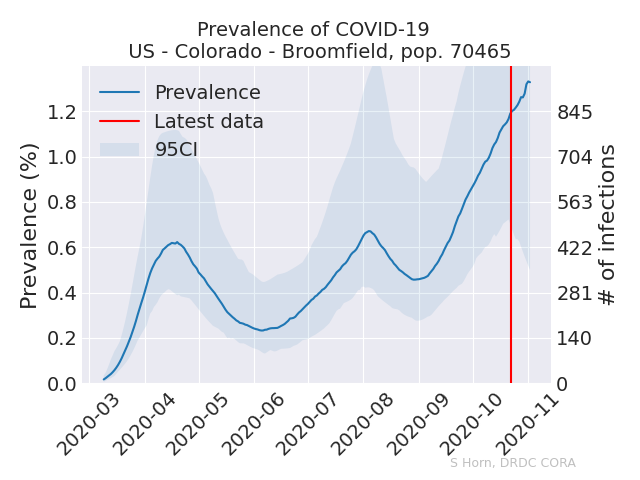 Prevalence of COVID-19
US - Colorado - Broomfield, pop. 70465
Prevalence
Latest data
95CI
Prevalence (%)
1.2
1.0
0.8
0.6
0.4
0.2
0.0
845
704
563
422
281
140
0
# of infections
2020-03
2020-04
2020-05
2020-06
2020-07
2020-08
2020-09
2020-10
2020-11
S Horn, DRDC CORA